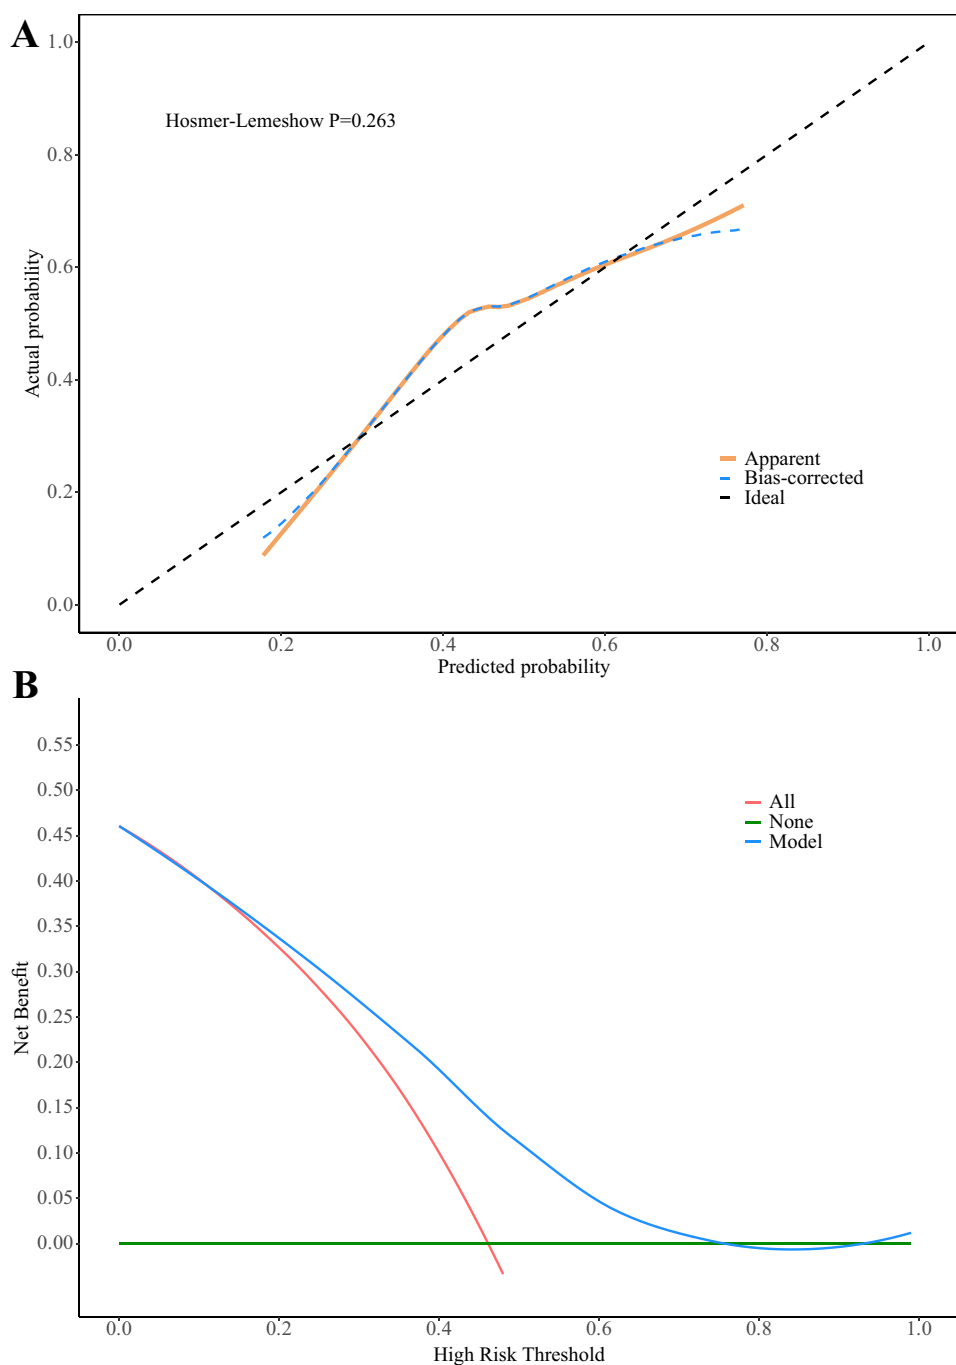 A
1.0
Hosmer-Lemeshow P=0.263
0.8
0.6
Actual probability
0.4
Apparent
Bias-corrected
Ideal
0.2
0.0
0.0 0.2 0.4 0.6 0.8 1.0
Predicted probability
B
0.55
0.50
All
None
Model
0.45
0.40
0.35
0.30
Net Benefit
0.25
0.20
0.15
0.10
0.05
0.00
0.0 0.2 0.4 0.6 0.8 1.0
High Risk Threshold